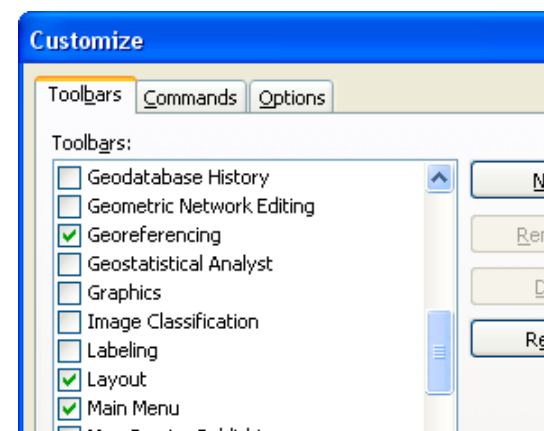 Customize
Toolbars Commands Options
Toolbars:
Geodatabase History
Geometric Network Editing
Georeferencing
Geostatistical Analyst
Graphics
Image Classification
Labeling
Layout
Main Menu